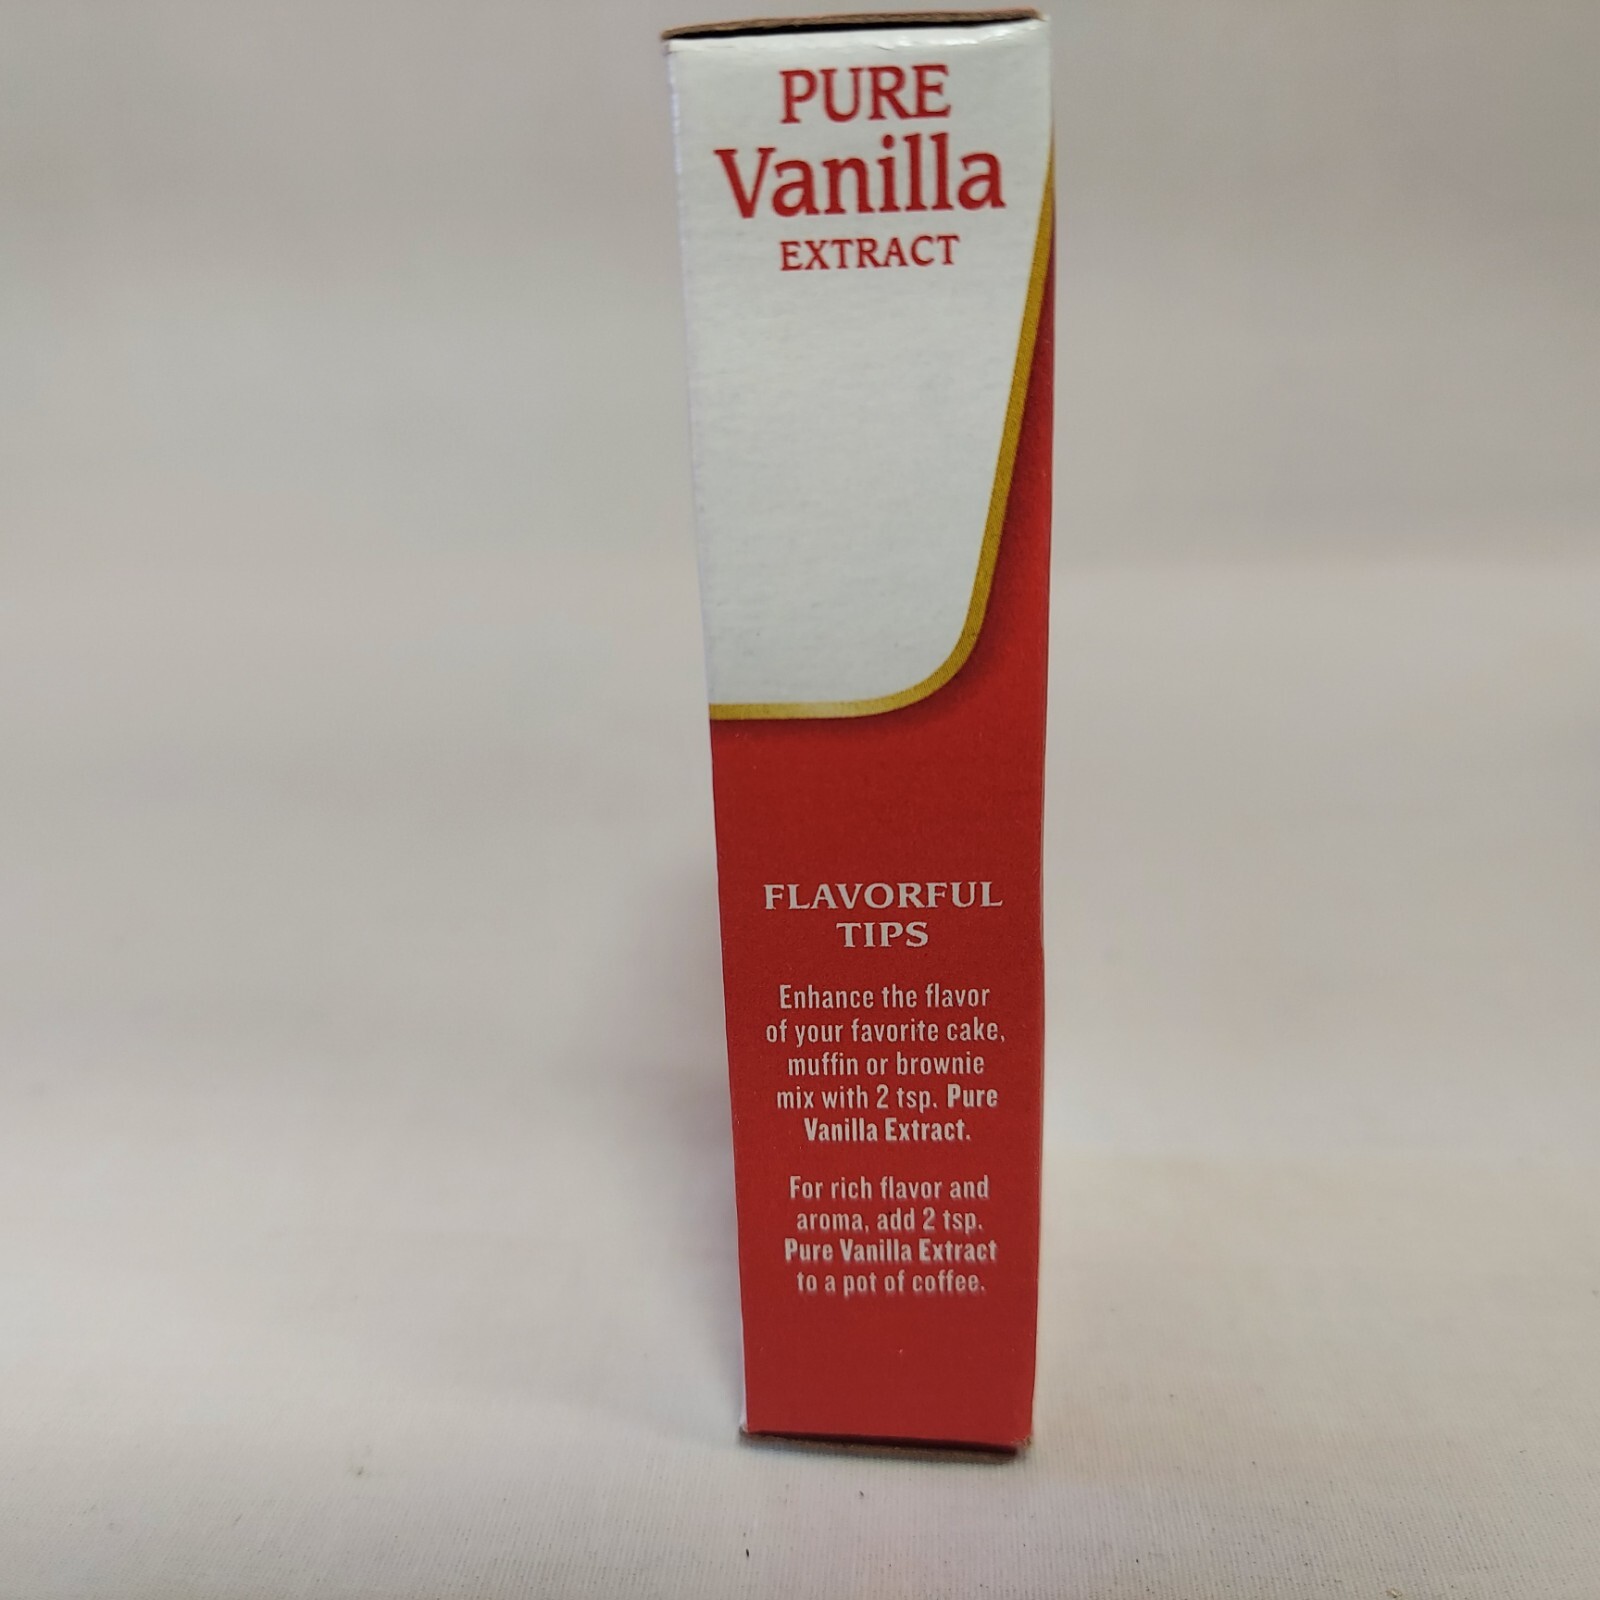 PURE
Vanilla
EXTRACT
FLAVORFUL
TIPS
Enhance the flavor
of your favorite cake,
muffin or brownie
mix with 2 tsp. Pure
Vanilla Extract.
For rich flavor and
aroma, add 2 tsp.
Pure Vanilla Extract
to a pot of coffee.